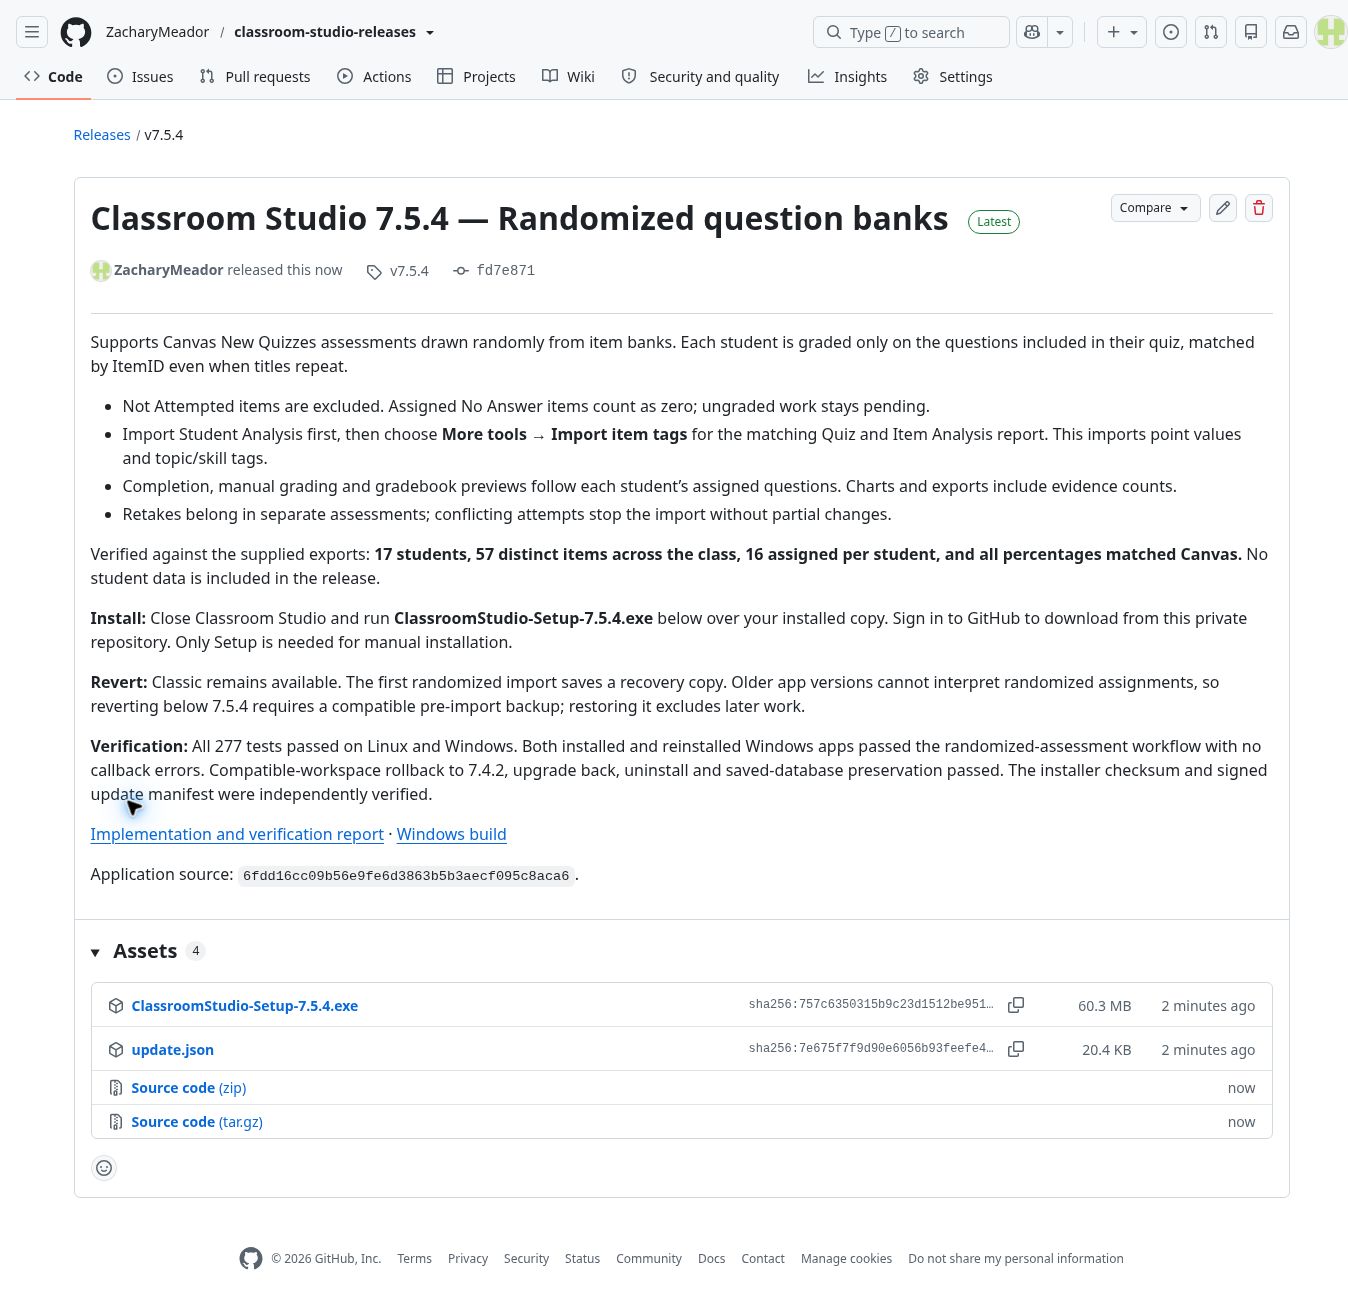 ZacharyMeador / classroom-studio-releases
Type / to search
Code
Issues
Pull requests
Actions
Projects
Wiki
Security and quality
Insights
Settings
Releases / v7.5.4
Classroom Studio 7.5.4 — Randomized question banks
Latest
Compare
ZacharyMeador released this now
v7.5.4
fd7e871
Supports Canvas New Quizzes assessments drawn randomly from item banks. Each student is graded only on the questions included in their quiz, matched
by ItemID even when titles repeat.
• Not Attempted items are excluded. Assigned No Answer items count as zero; ungraded work stays pending.
• Import Student Analysis first, then choose More tools → Import item tags for the matching Quiz and Item Analysis report. This imports point values
and topic/skill tags.
• Completion, manual grading and gradebook previews follow each student’s assigned questions. Charts and exports include evidence counts.
• Retakes belong in separate assessments; conflicting attempts stop the import without partial changes.
Verified against the supplied exports: 17 students, 57 distinct items across the class, 16 assigned per student, and all percentages matched Canvas. No
student data is included in the release.
Install: Close Classroom Studio and run ClassroomStudio-Setup-7.5.4.exe below over your installed copy. Sign in to GitHub to download from this private
repository. Only Setup is needed for manual installation.
Revert: Classic remains available. The first randomized import saves a recovery copy. Older app versions cannot interpret randomized assignments, so
reverting below 7.5.4 requires a compatible pre-import backup; restoring it excludes later work.
Verification: All 277 tests passed on Linux and Windows. Both installed and reinstalled Windows apps passed the randomized-assessment workflow with no
callback errors. Compatible-workspace rollback to 7.4.2, upgrade back, uninstall and saved-database preservation passed. The installer checksum and signed
update manifest were independently verified.
Implementation and verification report · Windows build
Application source: 6fdd16cc09b56e9fe6d3863b5b3aecf095c8aca6.
Assets 4
ClassroomStudio-Setup-7.5.4.exe sha256:757c6350315b9c23d1512be951… 60.3 MB 2 minutes ago
update.json sha256:7e675f7f9d90e6056b93feefe4… 20.4 KB 2 minutes ago
Source code (zip) now
Source code (tar.gz) now
© 2026 GitHub, Inc. Terms Privacy Security Status Community Docs Contact Manage cookies Do not share my personal information